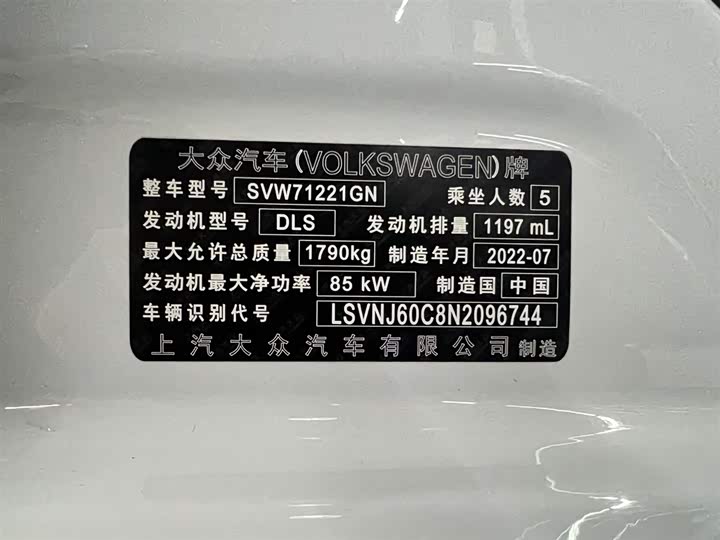 大众汽车(VOLKSWAGEN)牌
整车型号 SVW71221GN 乘坐人数 5
发动机型号 DLS 发动机排量 1197 mL
最大允许总质量 1790kg 制造年月 2022-07
发动机最大净功率 85 kW 制造国 中国
车辆识别代号 LSVNJ60C8N2096744
上汽大众汽车有限公司制造